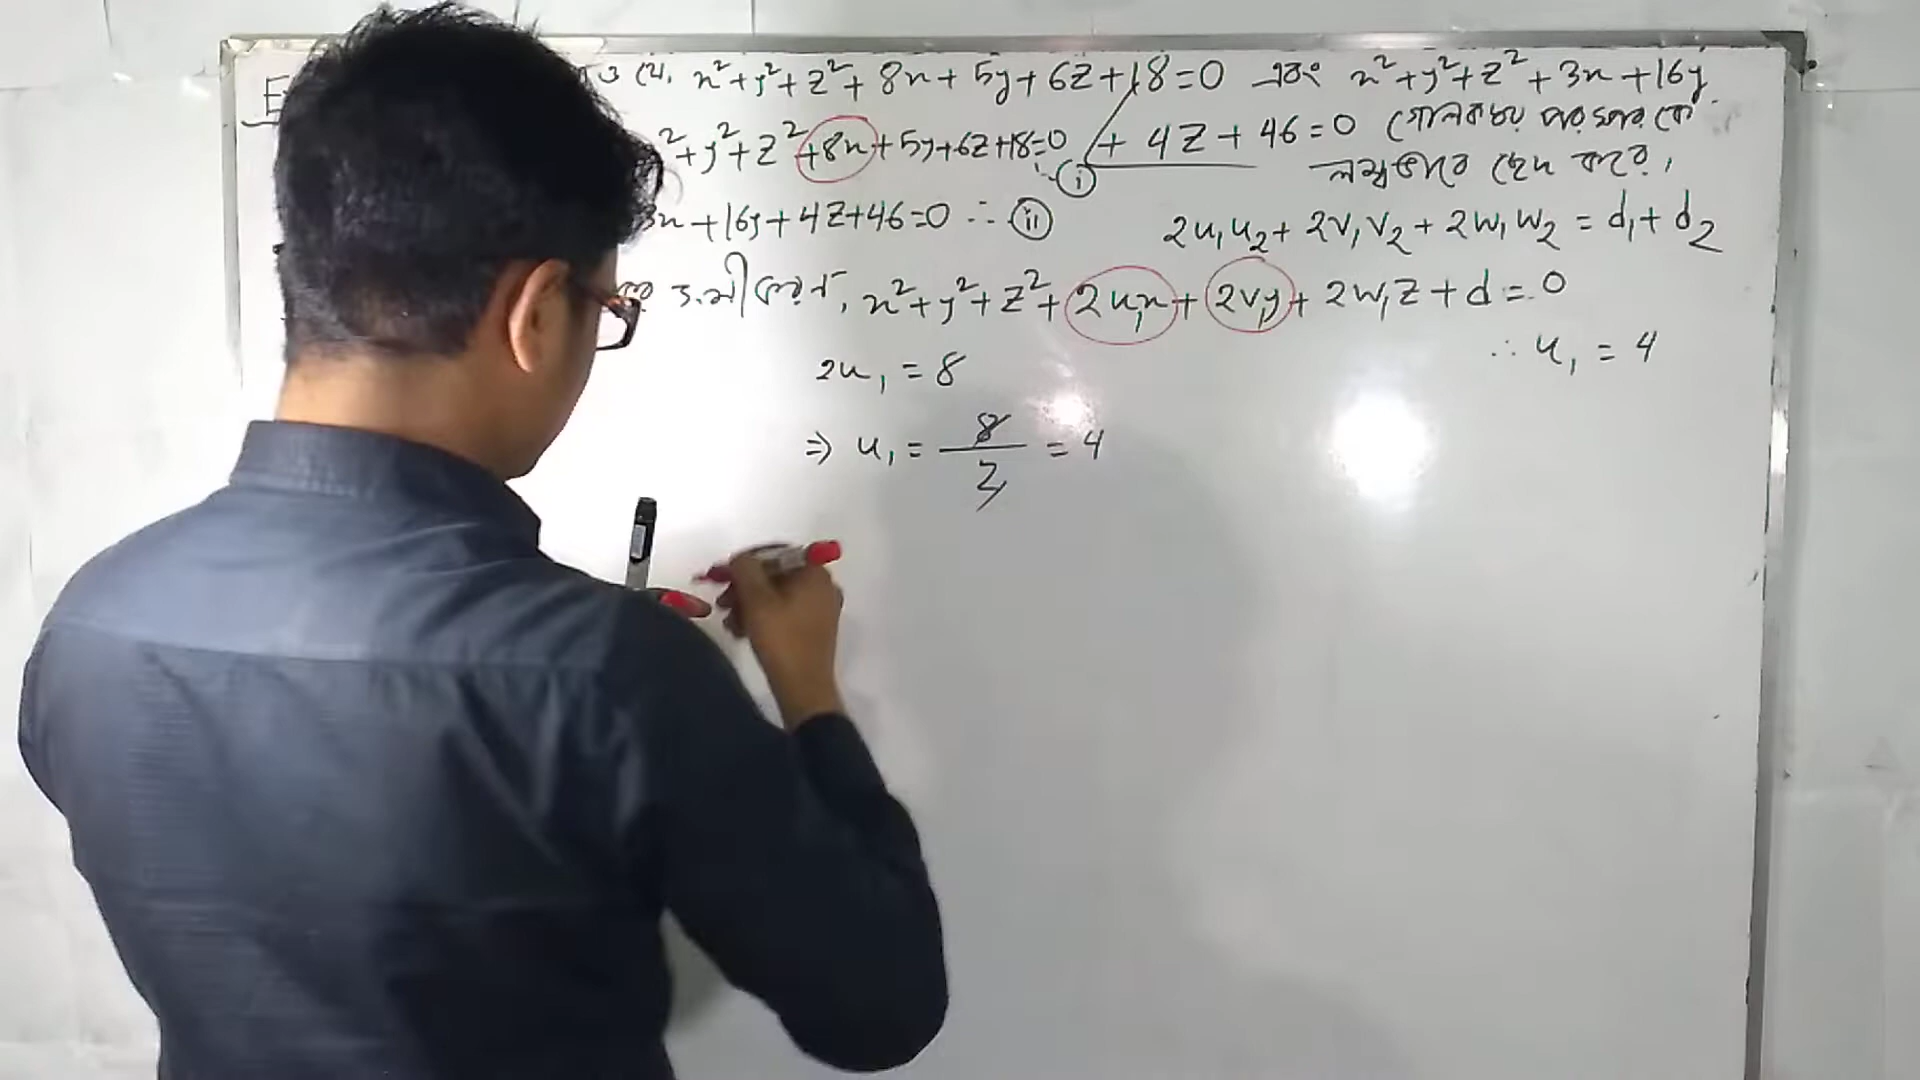 যে, x²+y²+z²+8x+5y+6z+18=0 এবং x²+y²+z²+3x+16y
+4z+46=0 গোলকদ্বয় পরস্পরকে
লম্বভাবে ছেদ করে।
²+y²+z²+8x+5y+6z+18=0 ∴ (i)
3x+16y+4z+46=0 ∴ (ii)
2u₁u₂+2v₁v₂+2w₁w₂=d₁+d₂
x²+y²+z²+2u₁x+2v₁y+2w₁z+d=0
2u₁=8
∴ u₁=4
⇒ u₁=8/2=4